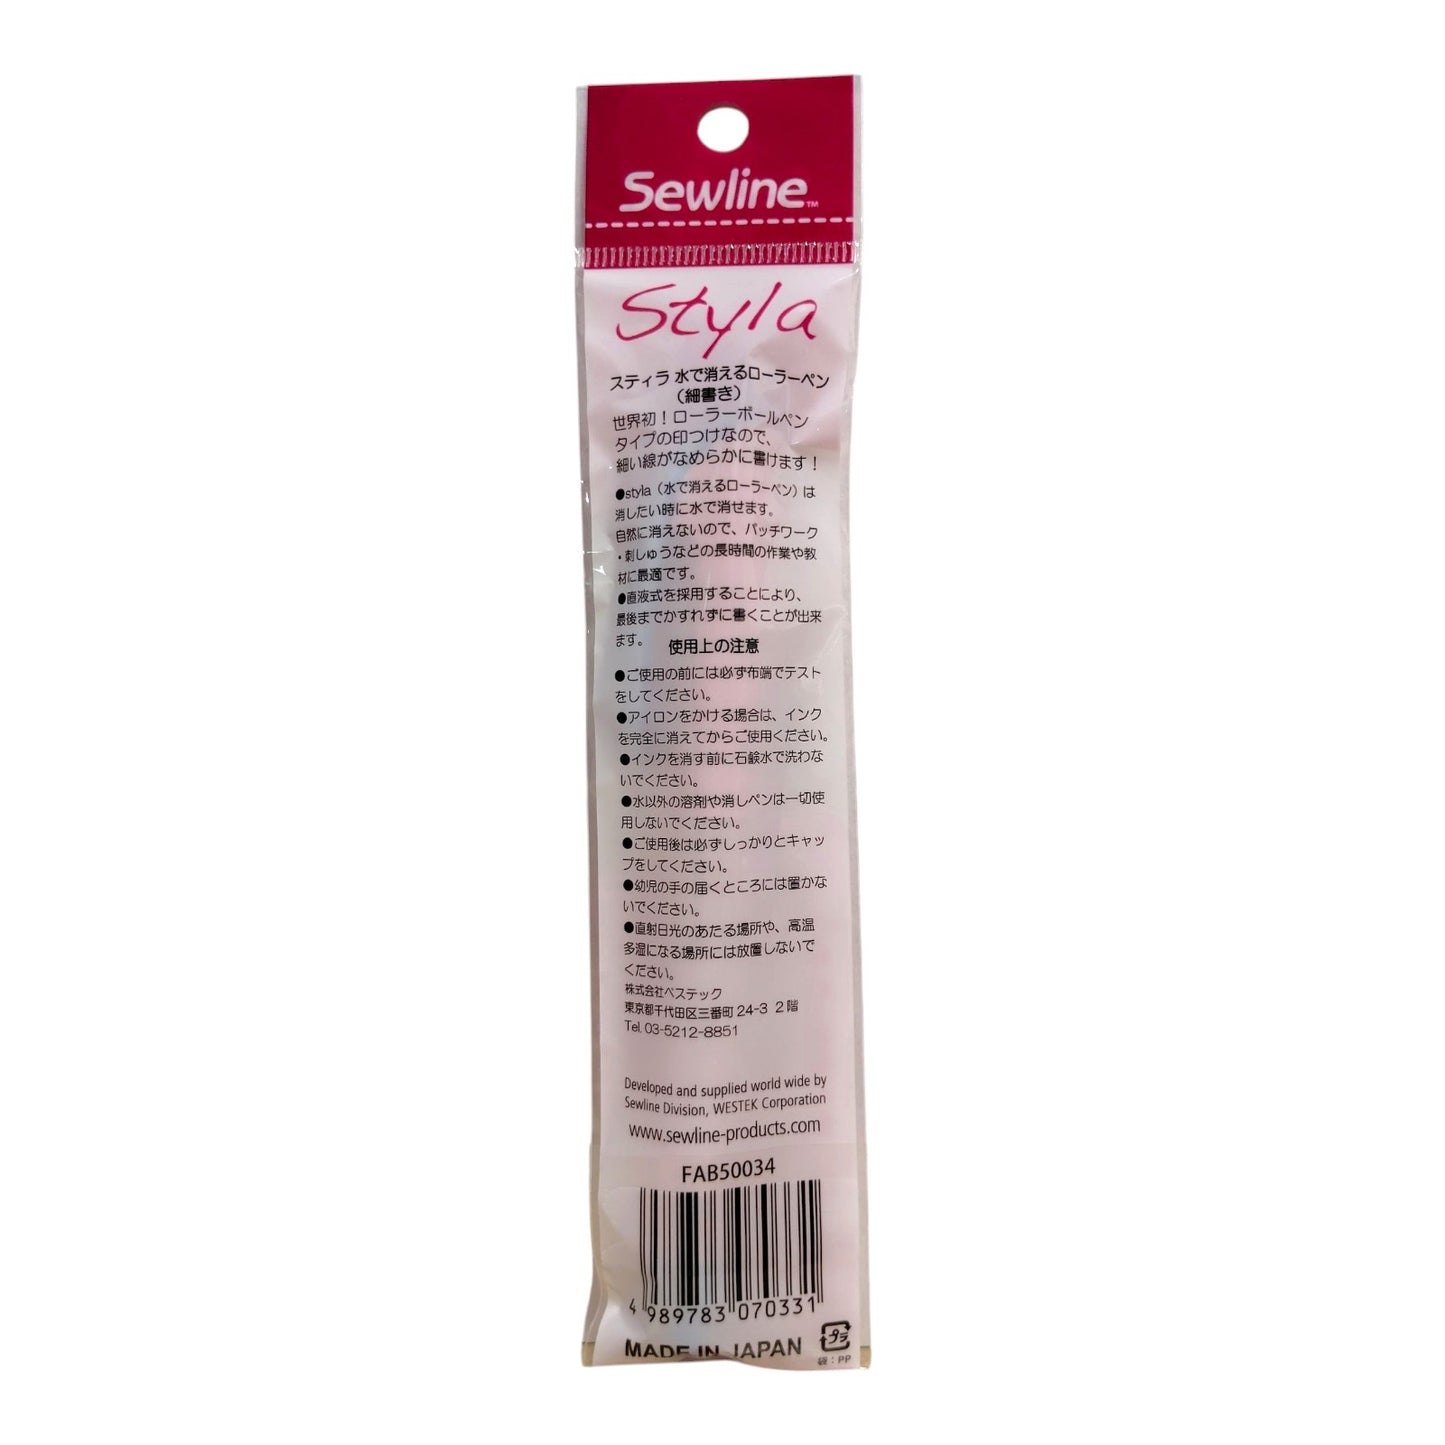 Sewline™
Styla
スティラ 水で消えるローラーペン
（細書き）
世界初！ローラーボールペン
タイプの印つけなので、
細い線がなめらかに書けます！
●styla（水で消えるローラーペン）は
消したい時に水で消せます。
自然に消えないので、パッチワーク
・刺しゅうなどの長時間の作業や教
材に最適です。
●直液式を採用することにより、
最後までかすれずに書くことが出来
ます。
使用上の注意
●ご使用の前には必ず布端でテスト
をしてください。
●アイロンをかける場合は、インク
を完全に消えてからご使用ください。
●インクを消す前に石鹸水で洗わな
いでください。
●水以外の溶剤や消しペンは一切使
用しないでください。
●ご使用後は必ずしっかりとキャッ
プをしてください。
●幼児の手の届くところには置かな
いでください。
●直射日光のあたる場所や、高温
多湿になる場所には放置しないで
ください。
株式会社ベステック
東京都千代田区三番町24-3 2階
Tel. 03-5212-8851
Developed and supplied world wide by
Sewline Division, WESTEK Corporation
www.sewline-products.com
FAB50034
4 989783 070331
MADE IN JAPAN
プラ
袋：PP